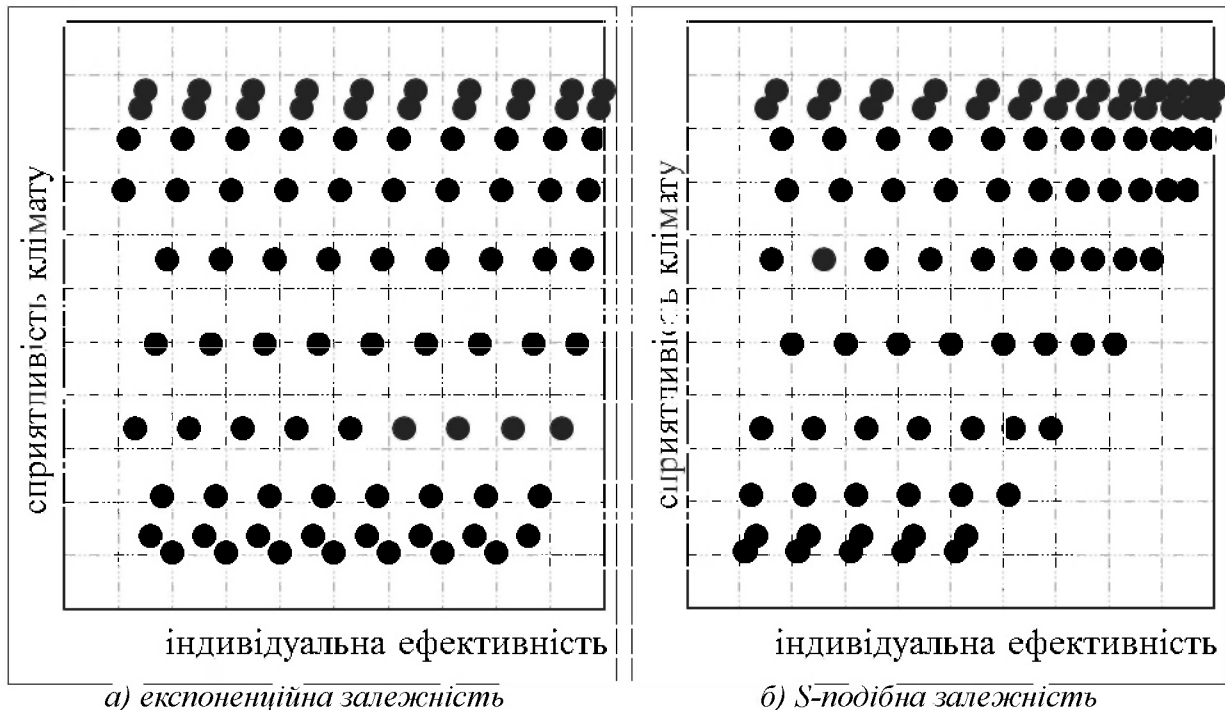 сприятливість клімату
індивідуальна ефективність
а) експоненційна залежність
сприятливість клімату
індивідуальна ефективність
б) S-подібна залежність